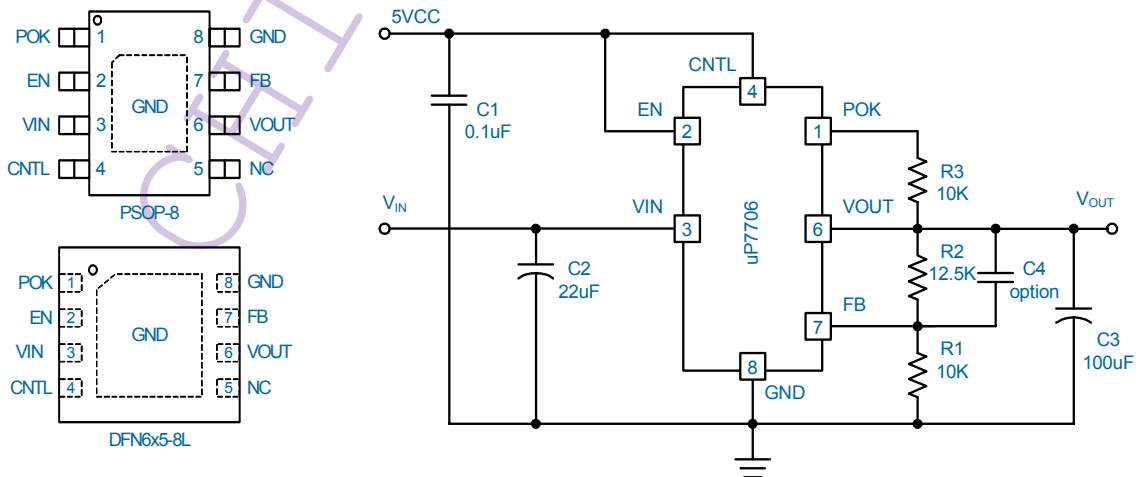 POK 1 8 GND
EN 2 7 FB
GND
VIN 3 6 VOUT
CNTL 4 5 NC
PSOP-8
POK 1 8 GND
EN 2 7 FB
GND
VIN 3 6 VOUT
CNTL 4 5 NC
DFN6x5-8L
CHI
5VCC
CNTL
4
C1
0.1uF
EN
2
POK
1
R3
10K
VIN
VIN
3
uP7706
VOUT
6
VOUT
C2
22uF
R2
12.5K
C4
option
FB
7
R1
10K
C3
100uF
8
GND